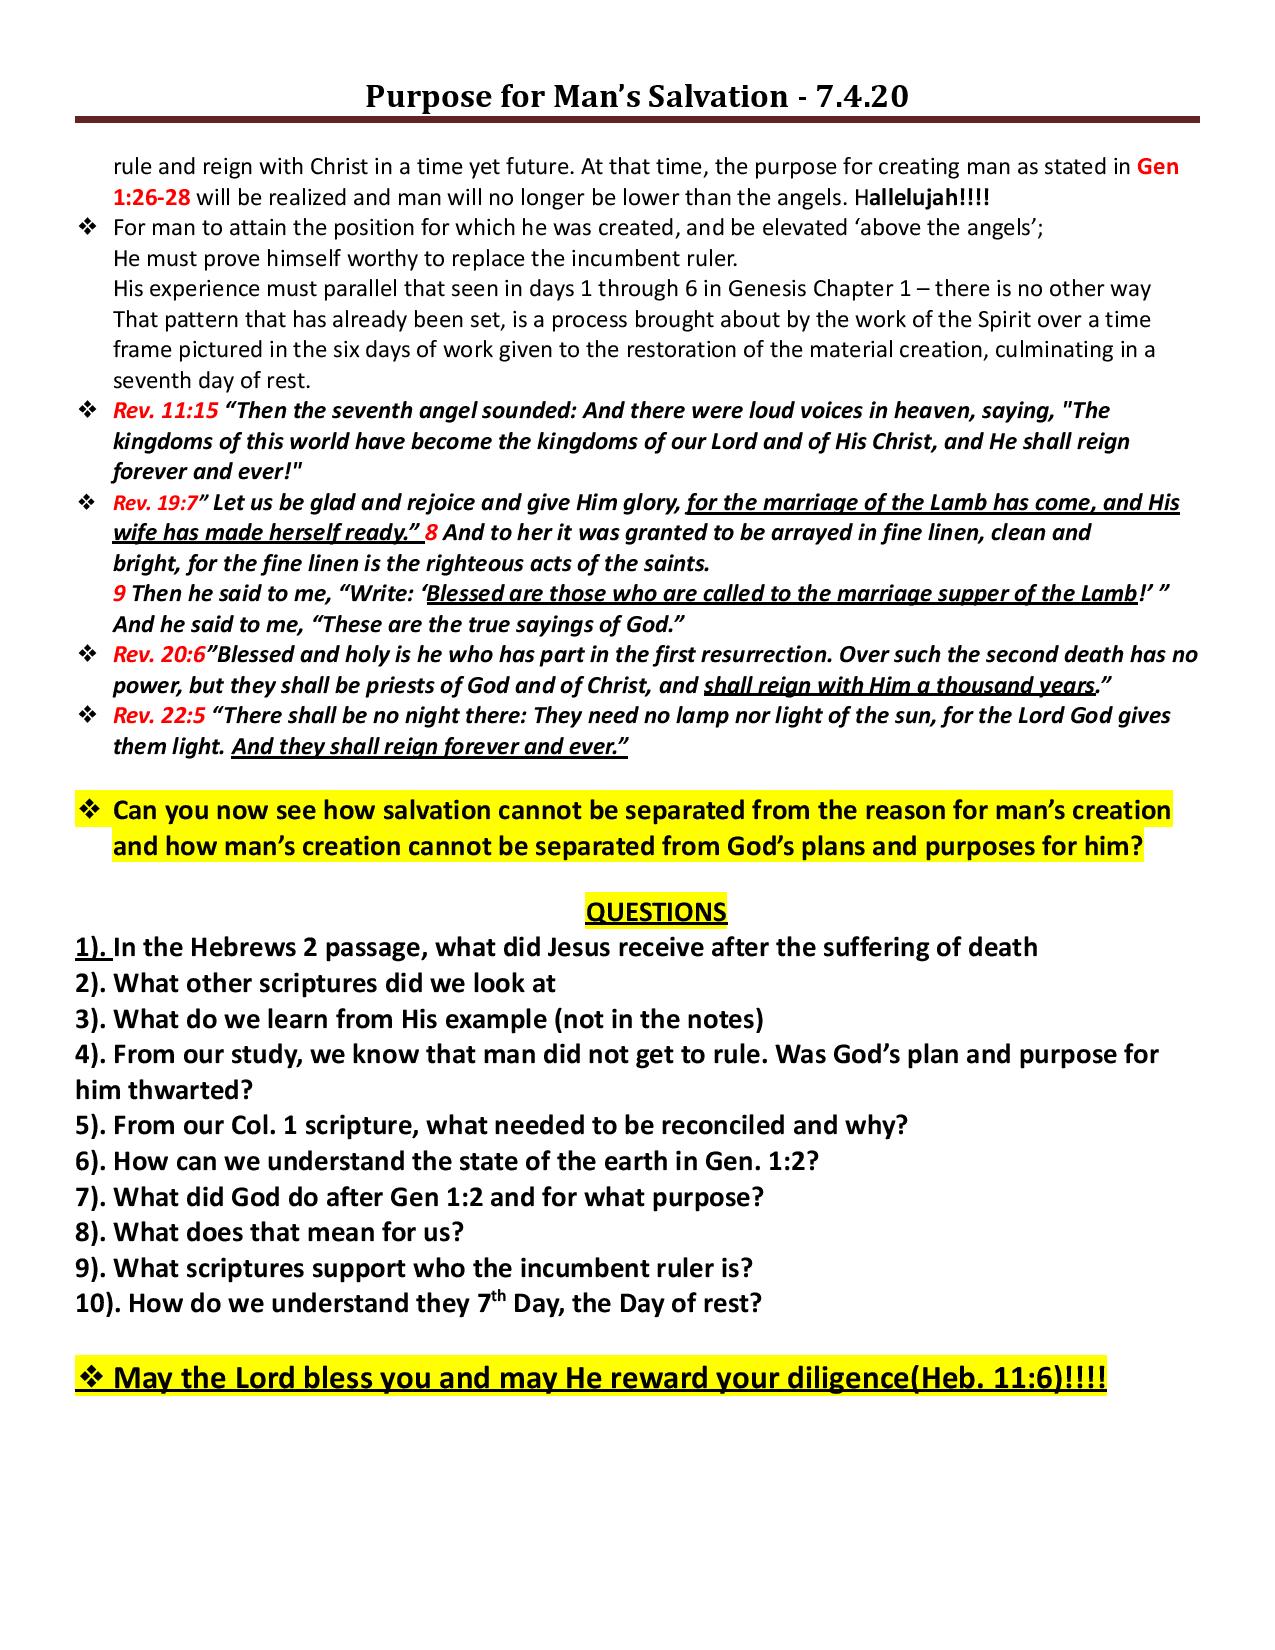 Purpose for Man’s Salvation - 7.4.20
rule and reign with Christ in a time yet future. At that time, the purpose for creating man as stated in Gen
1:26-28 will be realized and man will no longer be lower than the angels. Hallelujah!!!!
❖ For man to attain the position for which he was created, and be elevated ‘above the angels’;
He must prove himself worthy to replace the incumbent ruler.
His experience must parallel that seen in days 1 through 6 in Genesis Chapter 1 – there is no other way
That pattern that has already been set, is a process brought about by the work of the Spirit over a time
frame pictured in the six days of work given to the restoration of the material creation, culminating in a
seventh day of rest.
❖ Rev. 11:15 “Then the seventh angel sounded: And there were loud voices in heaven, saying, "The
kingdoms of this world have become the kingdoms of our Lord and of His Christ, and He shall reign
forever and ever!"
❖ Rev. 19:7” Let us be glad and rejoice and give Him glory, for the marriage of the Lamb has come, and His
wife has made herself ready.” 8 And to her it was granted to be arrayed in fine linen, clean and
bright, for the fine linen is the righteous acts of the saints.
9 Then he said to me, “Write: ‘Blessed are those who are called to the marriage supper of the Lamb!’ ”
And he said to me, “These are the true sayings of God.”
❖ Rev. 20:6”Blessed and holy is he who has part in the first resurrection. Over such the second death has no
power, but they shall be priests of God and of Christ, and shall reign with Him a thousand years.”
❖ Rev. 22:5 “There shall be no night there: They need no lamp nor light of the sun, for the Lord God gives
them light. And they shall reign forever and ever.”
❖ Can you now see how salvation cannot be separated from the reason for man’s creation
and how man’s creation cannot be separated from God’s plans and purposes for him?
QUESTIONS
1). In the Hebrews 2 passage, what did Jesus receive after the suffering of death
2). What other scriptures did we look at
3). What do we learn from His example (not in the notes)
4). From our study, we know that man did not get to rule. Was God’s plan and purpose for
him thwarted?
5). From our Col. 1 scripture, what needed to be reconciled and why?
6). How can we understand the state of the earth in Gen. 1:2?
7). What did God do after Gen 1:2 and for what purpose?
8). What does that mean for us?
9). What scriptures support who the incumbent ruler is?
10). How do we understand they 7th Day, the Day of rest?
❖ May the Lord bless you and may He reward your diligence(Heb. 11:6)!!!!